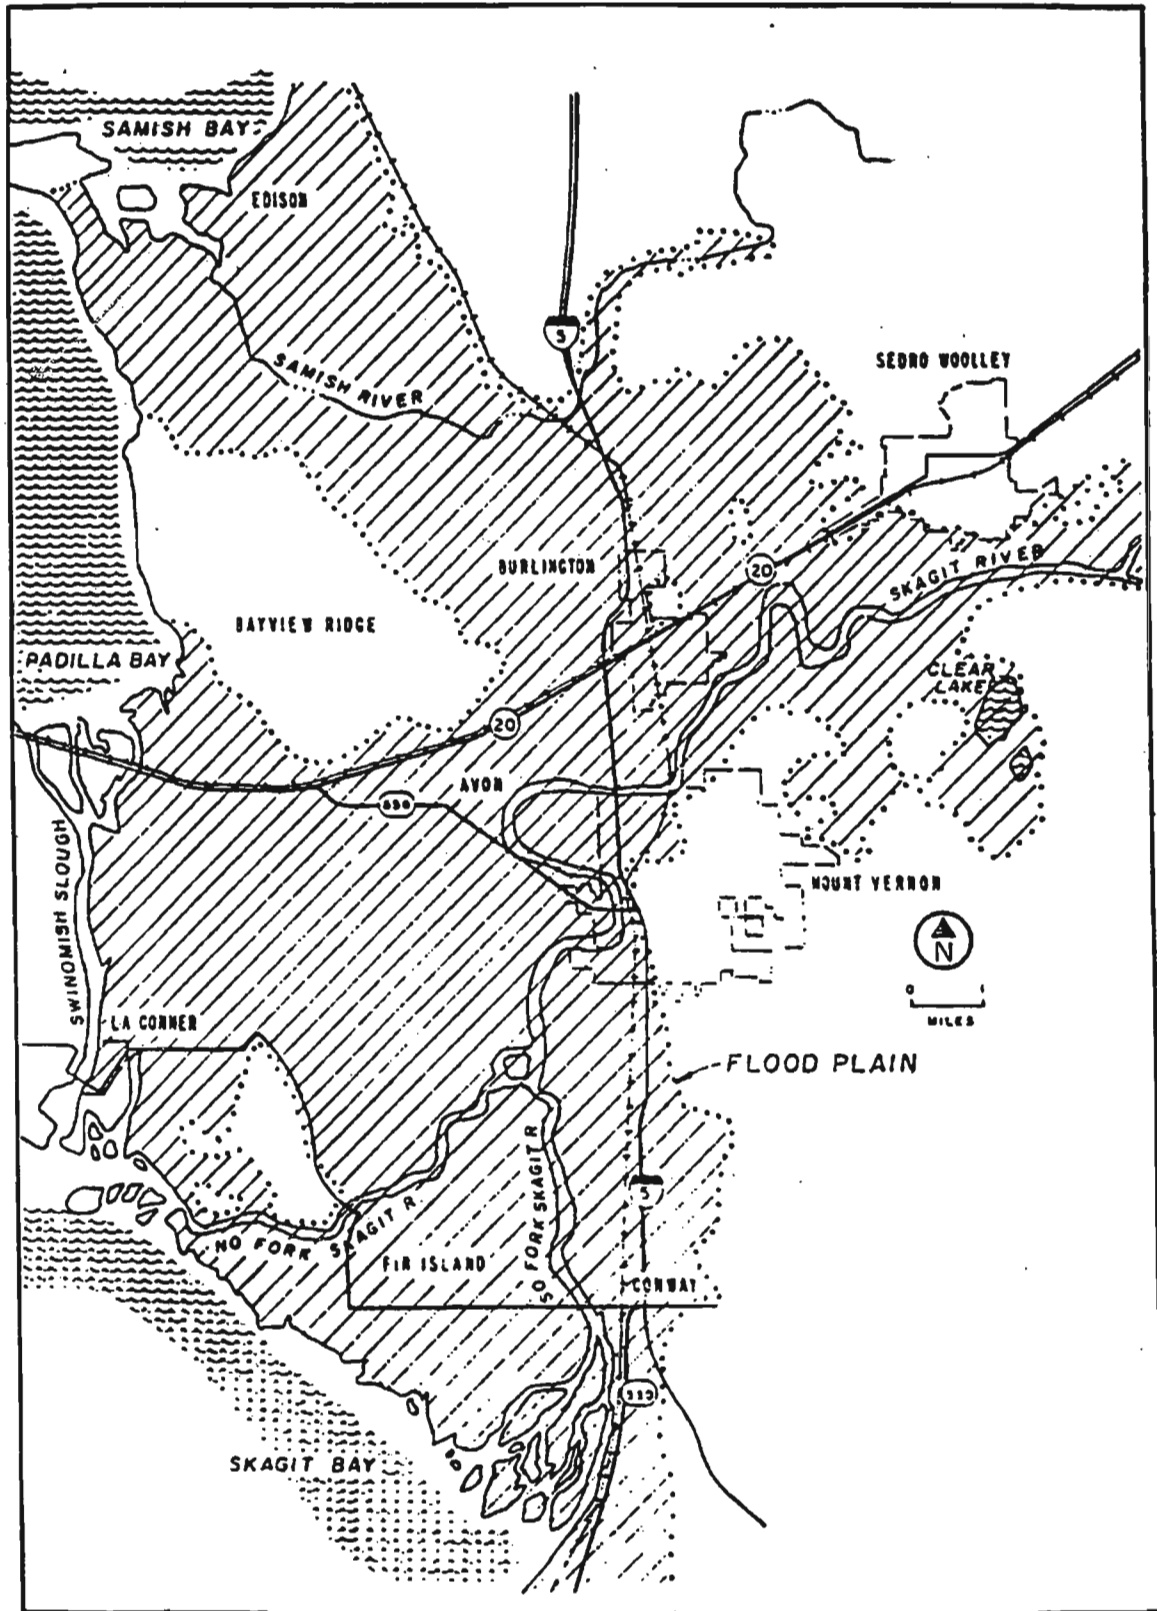 SAMISH BAY
EDISON
5
SAMISH RIVER
SEDRO WOOLLEY
BURLINGTON
20
SKAGIT RIVER
BAYVIEW RIDGE
PADILLA BAY
CLEAR
LAKE
20
AVON
536
SWINOMISH SLOUGH
MOUNT VERNON
N
0 1
MILES
LA CONNER
FLOOD PLAIN
SO FORK SKAGIT R
5
NO FORK SKAGIT R.
FIR ISLAND
CONWAY
SKAGIT BAY